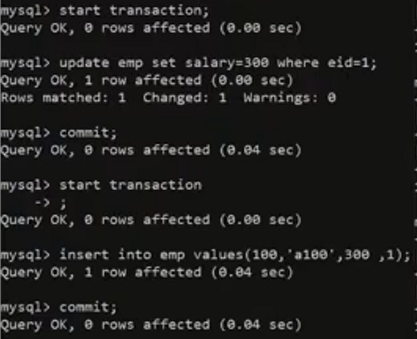 mysql> start transaction;
Query OK, 0 rows affected (0.00 sec)
mysql> update emp set salary=300 where eid=1;
Query OK, 1 row affected (0.00 sec)
Rows matched: 1  Changed: 1  Warnings: 0
mysql> commit;
Query OK, 0 rows affected (0.04 sec)
mysql> start transaction
    -> ;
Query OK, 0 rows affected (0.00 sec)
mysql> insert into emp values(100,'a100',300 ,1);
Query OK, 1 row affected (0.04 sec)
mysql> commit;
Query OK, 0 rows affected (0.04 sec)